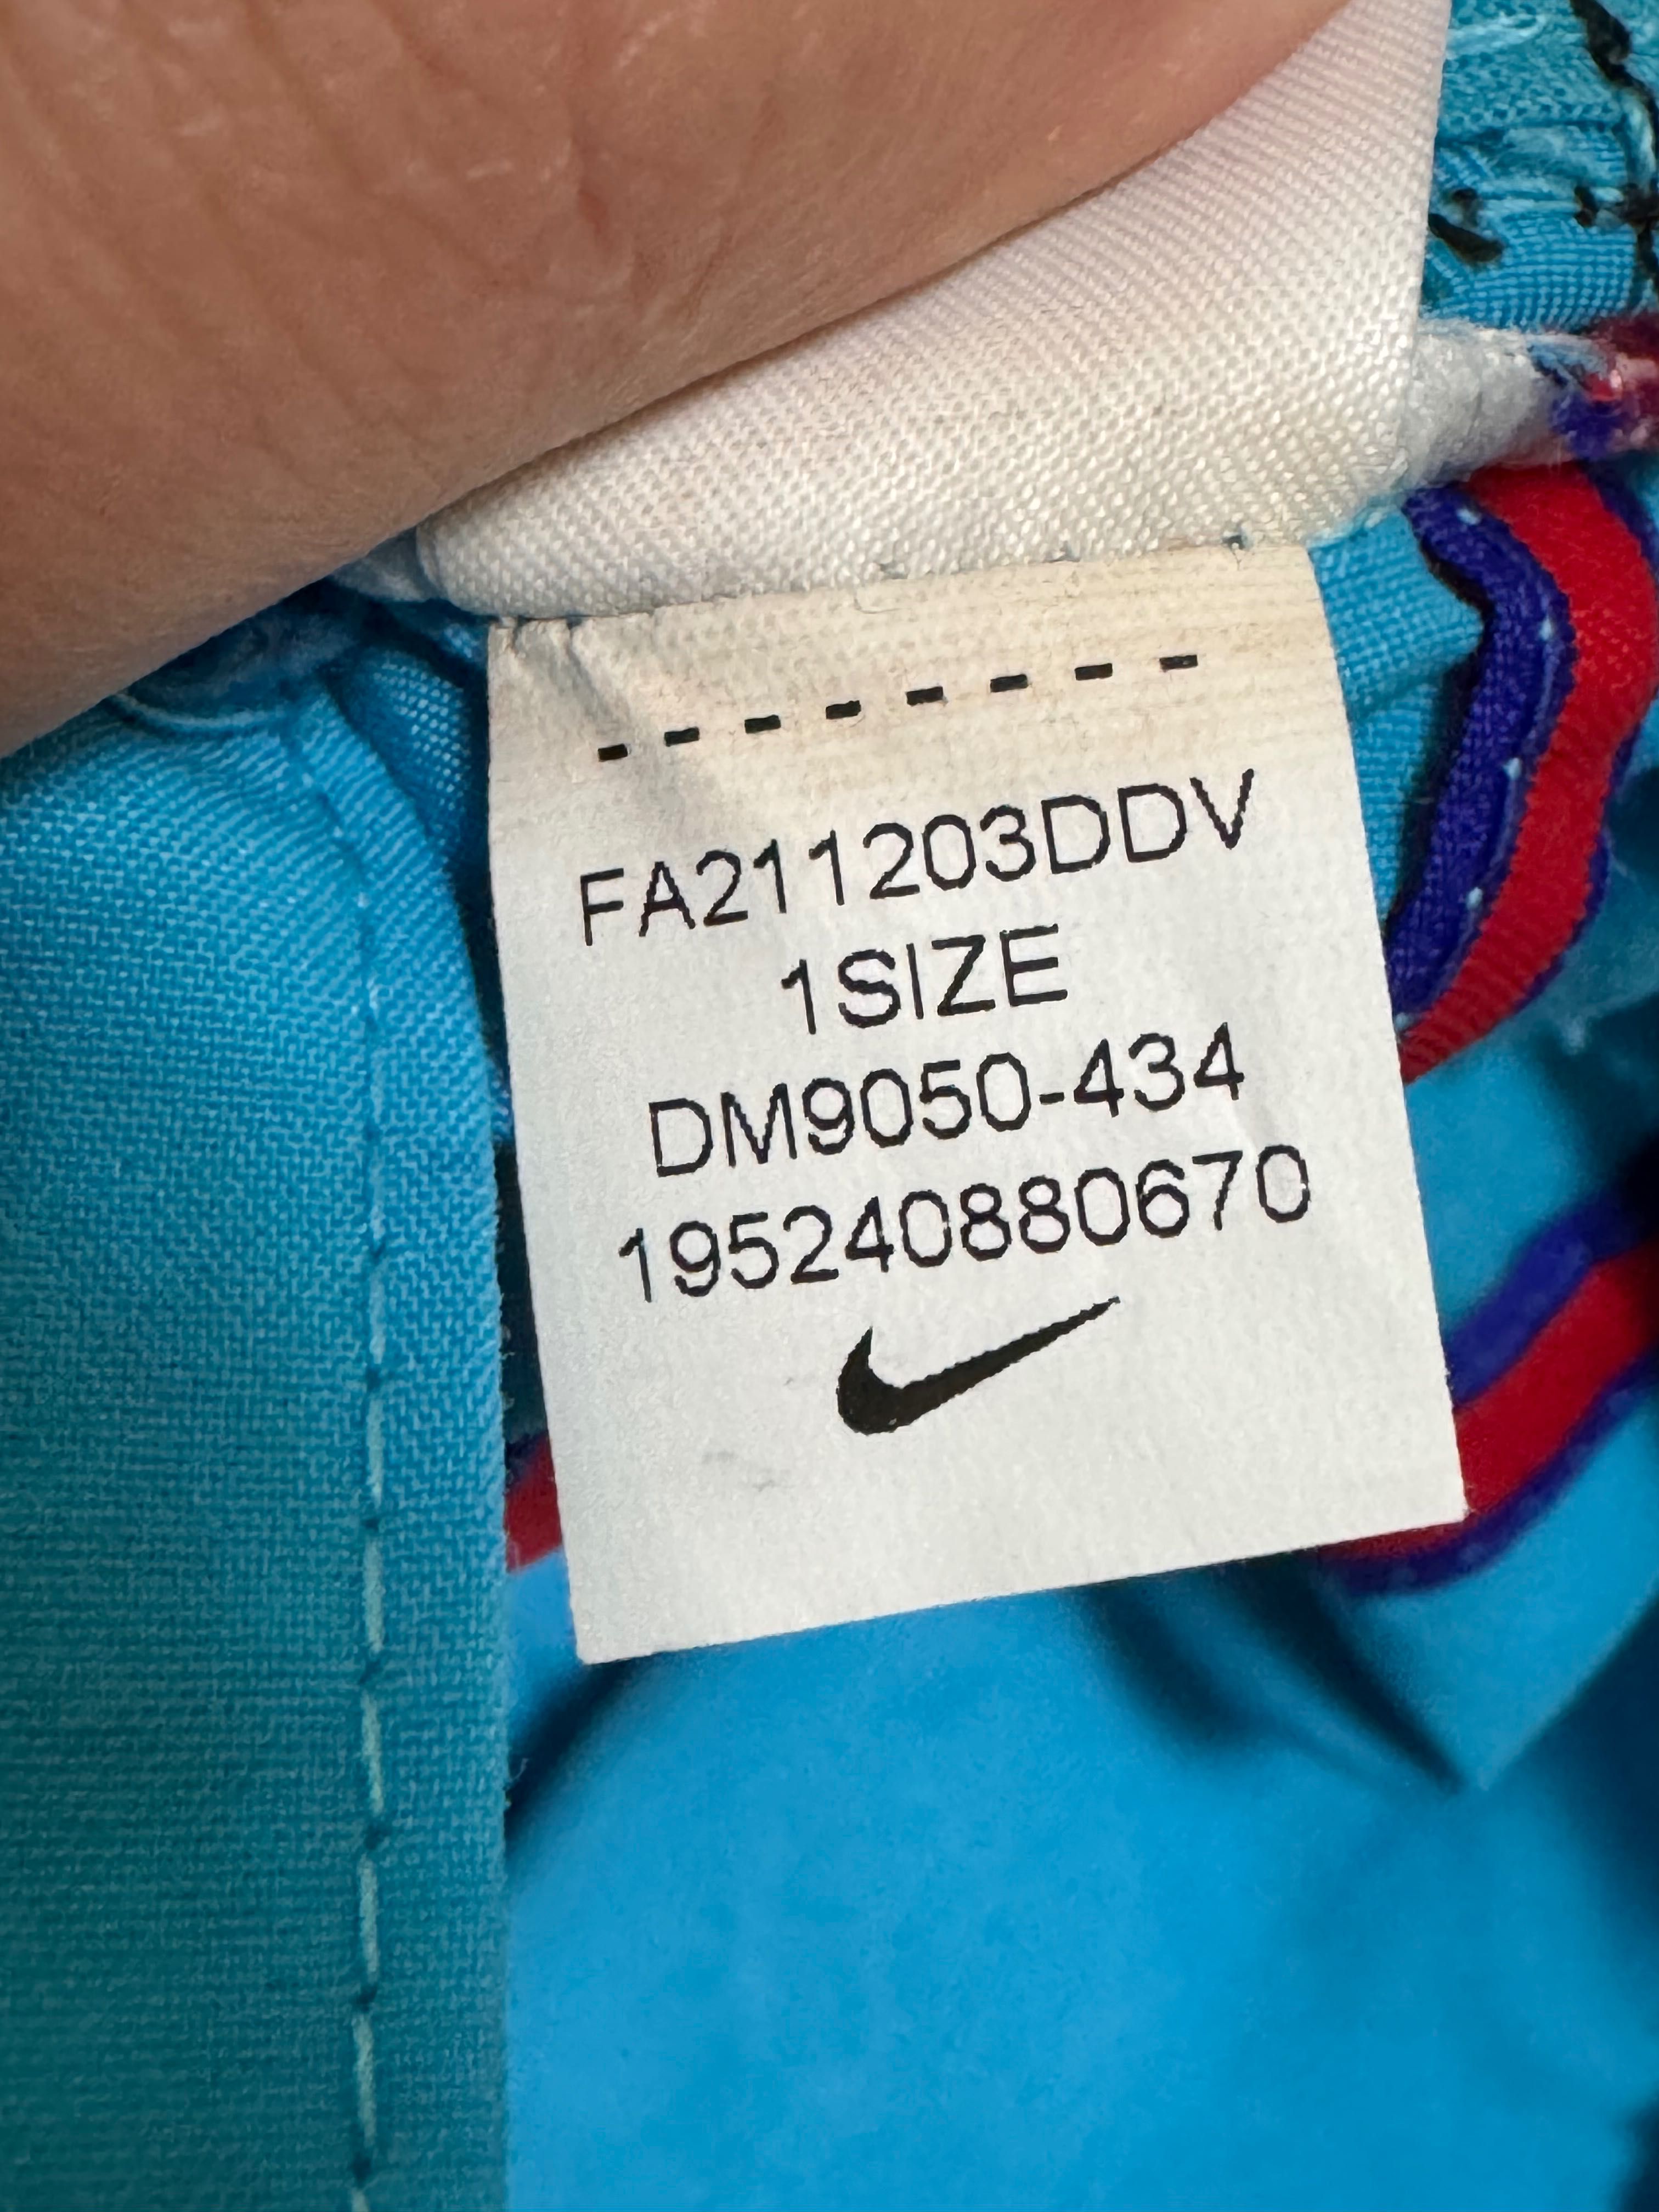 - - - - - - - -
FA211203DDV
1SIZE
DM9050-434
195240880670